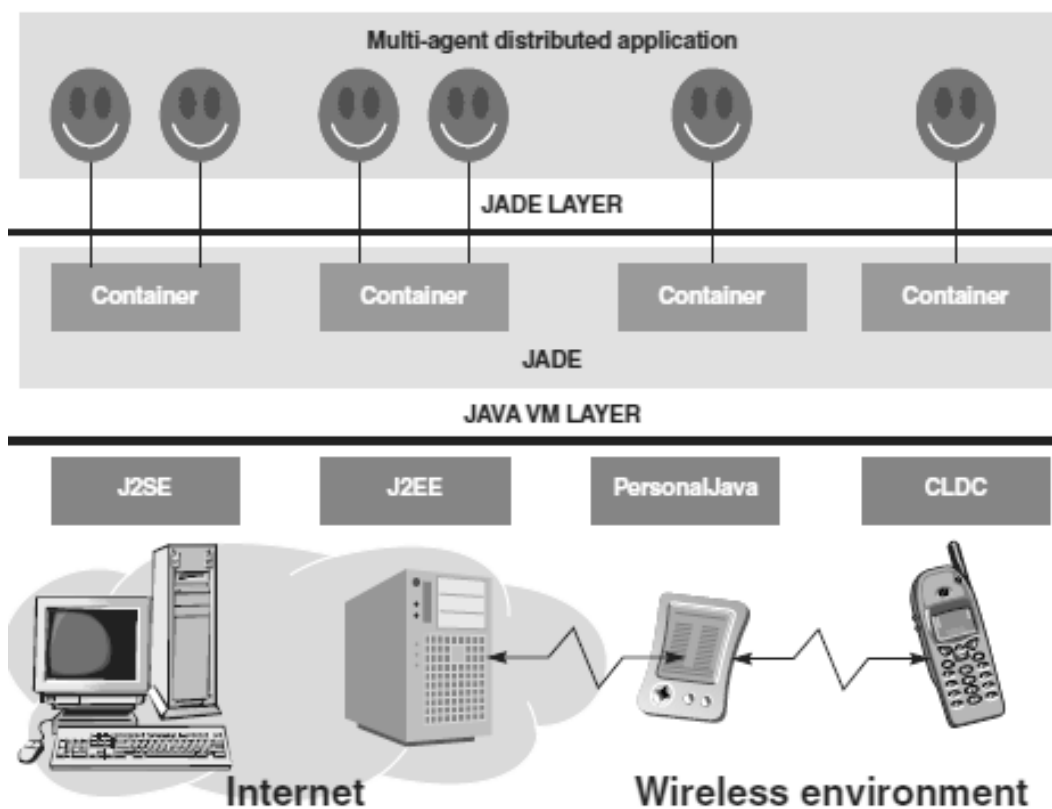 Multi-agent distributed application
JADE LAYER
Container Container Container Container
JADE
JAVA VM LAYER
J2SE J2EE PersonalJava CLDC
Internet Wireless environment